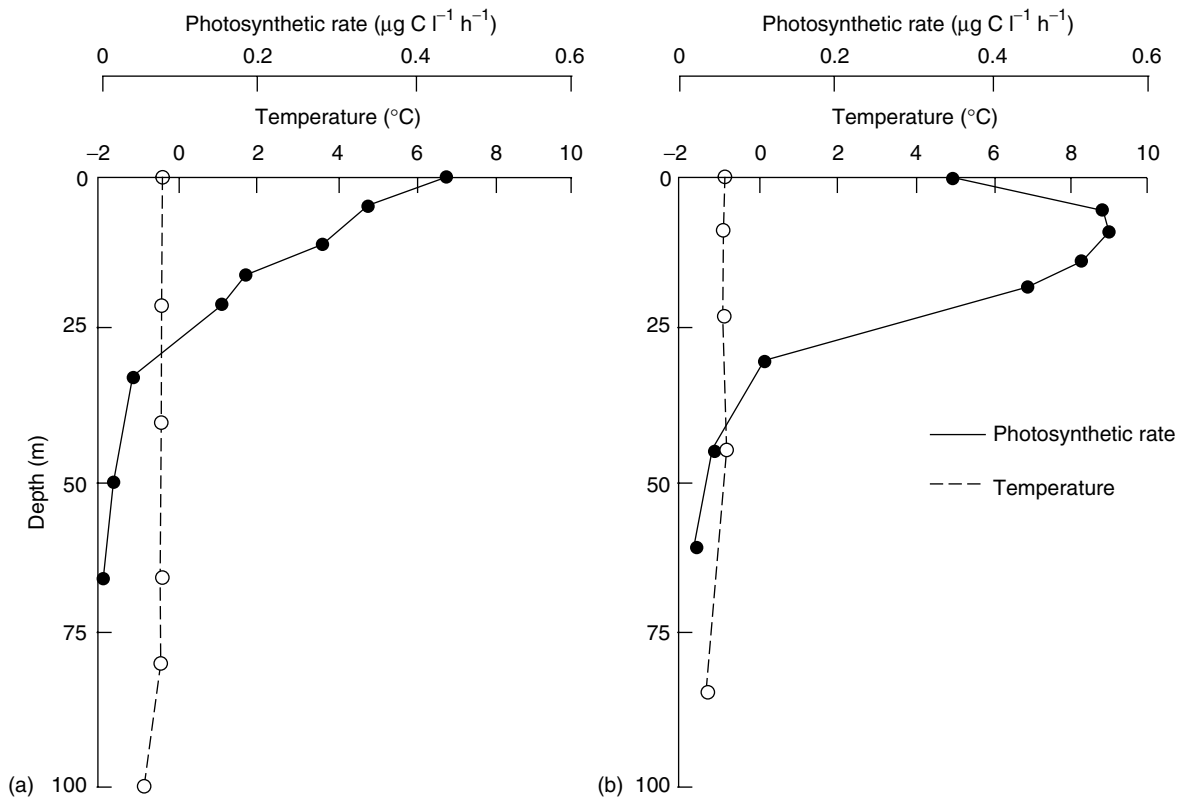 Photosynthetic rate (μg C l⁻¹ h⁻¹)
0 0.2 0.4 0.6
Temperature (°C)
−2 0 2 4 6 8 10
0
25
50
75
100
Depth (m)
(a)
Photosynthetic rate (μg C l⁻¹ h⁻¹)
0 0.2 0.4 0.6
Temperature (°C)
−2 0 2 4 6 8 10
0
25
50
75
100
Photosynthetic rate
Temperature
(b)